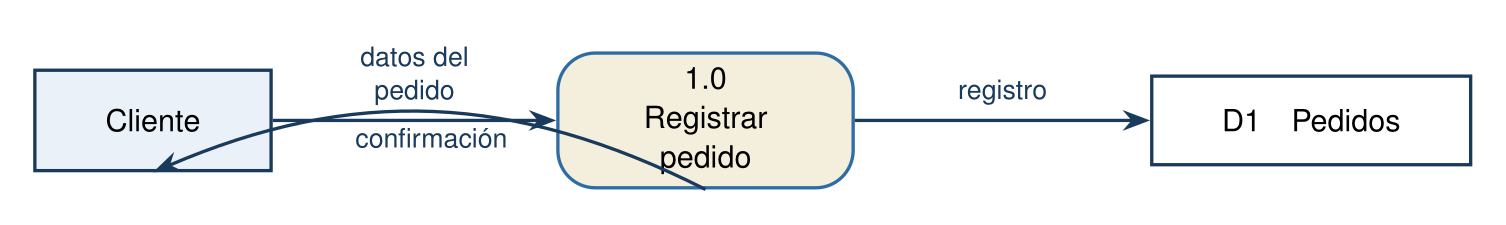 Cliente
datos del
pedido
confirmación
1.0
Registrar
pedido
registro
D1 Pedidos